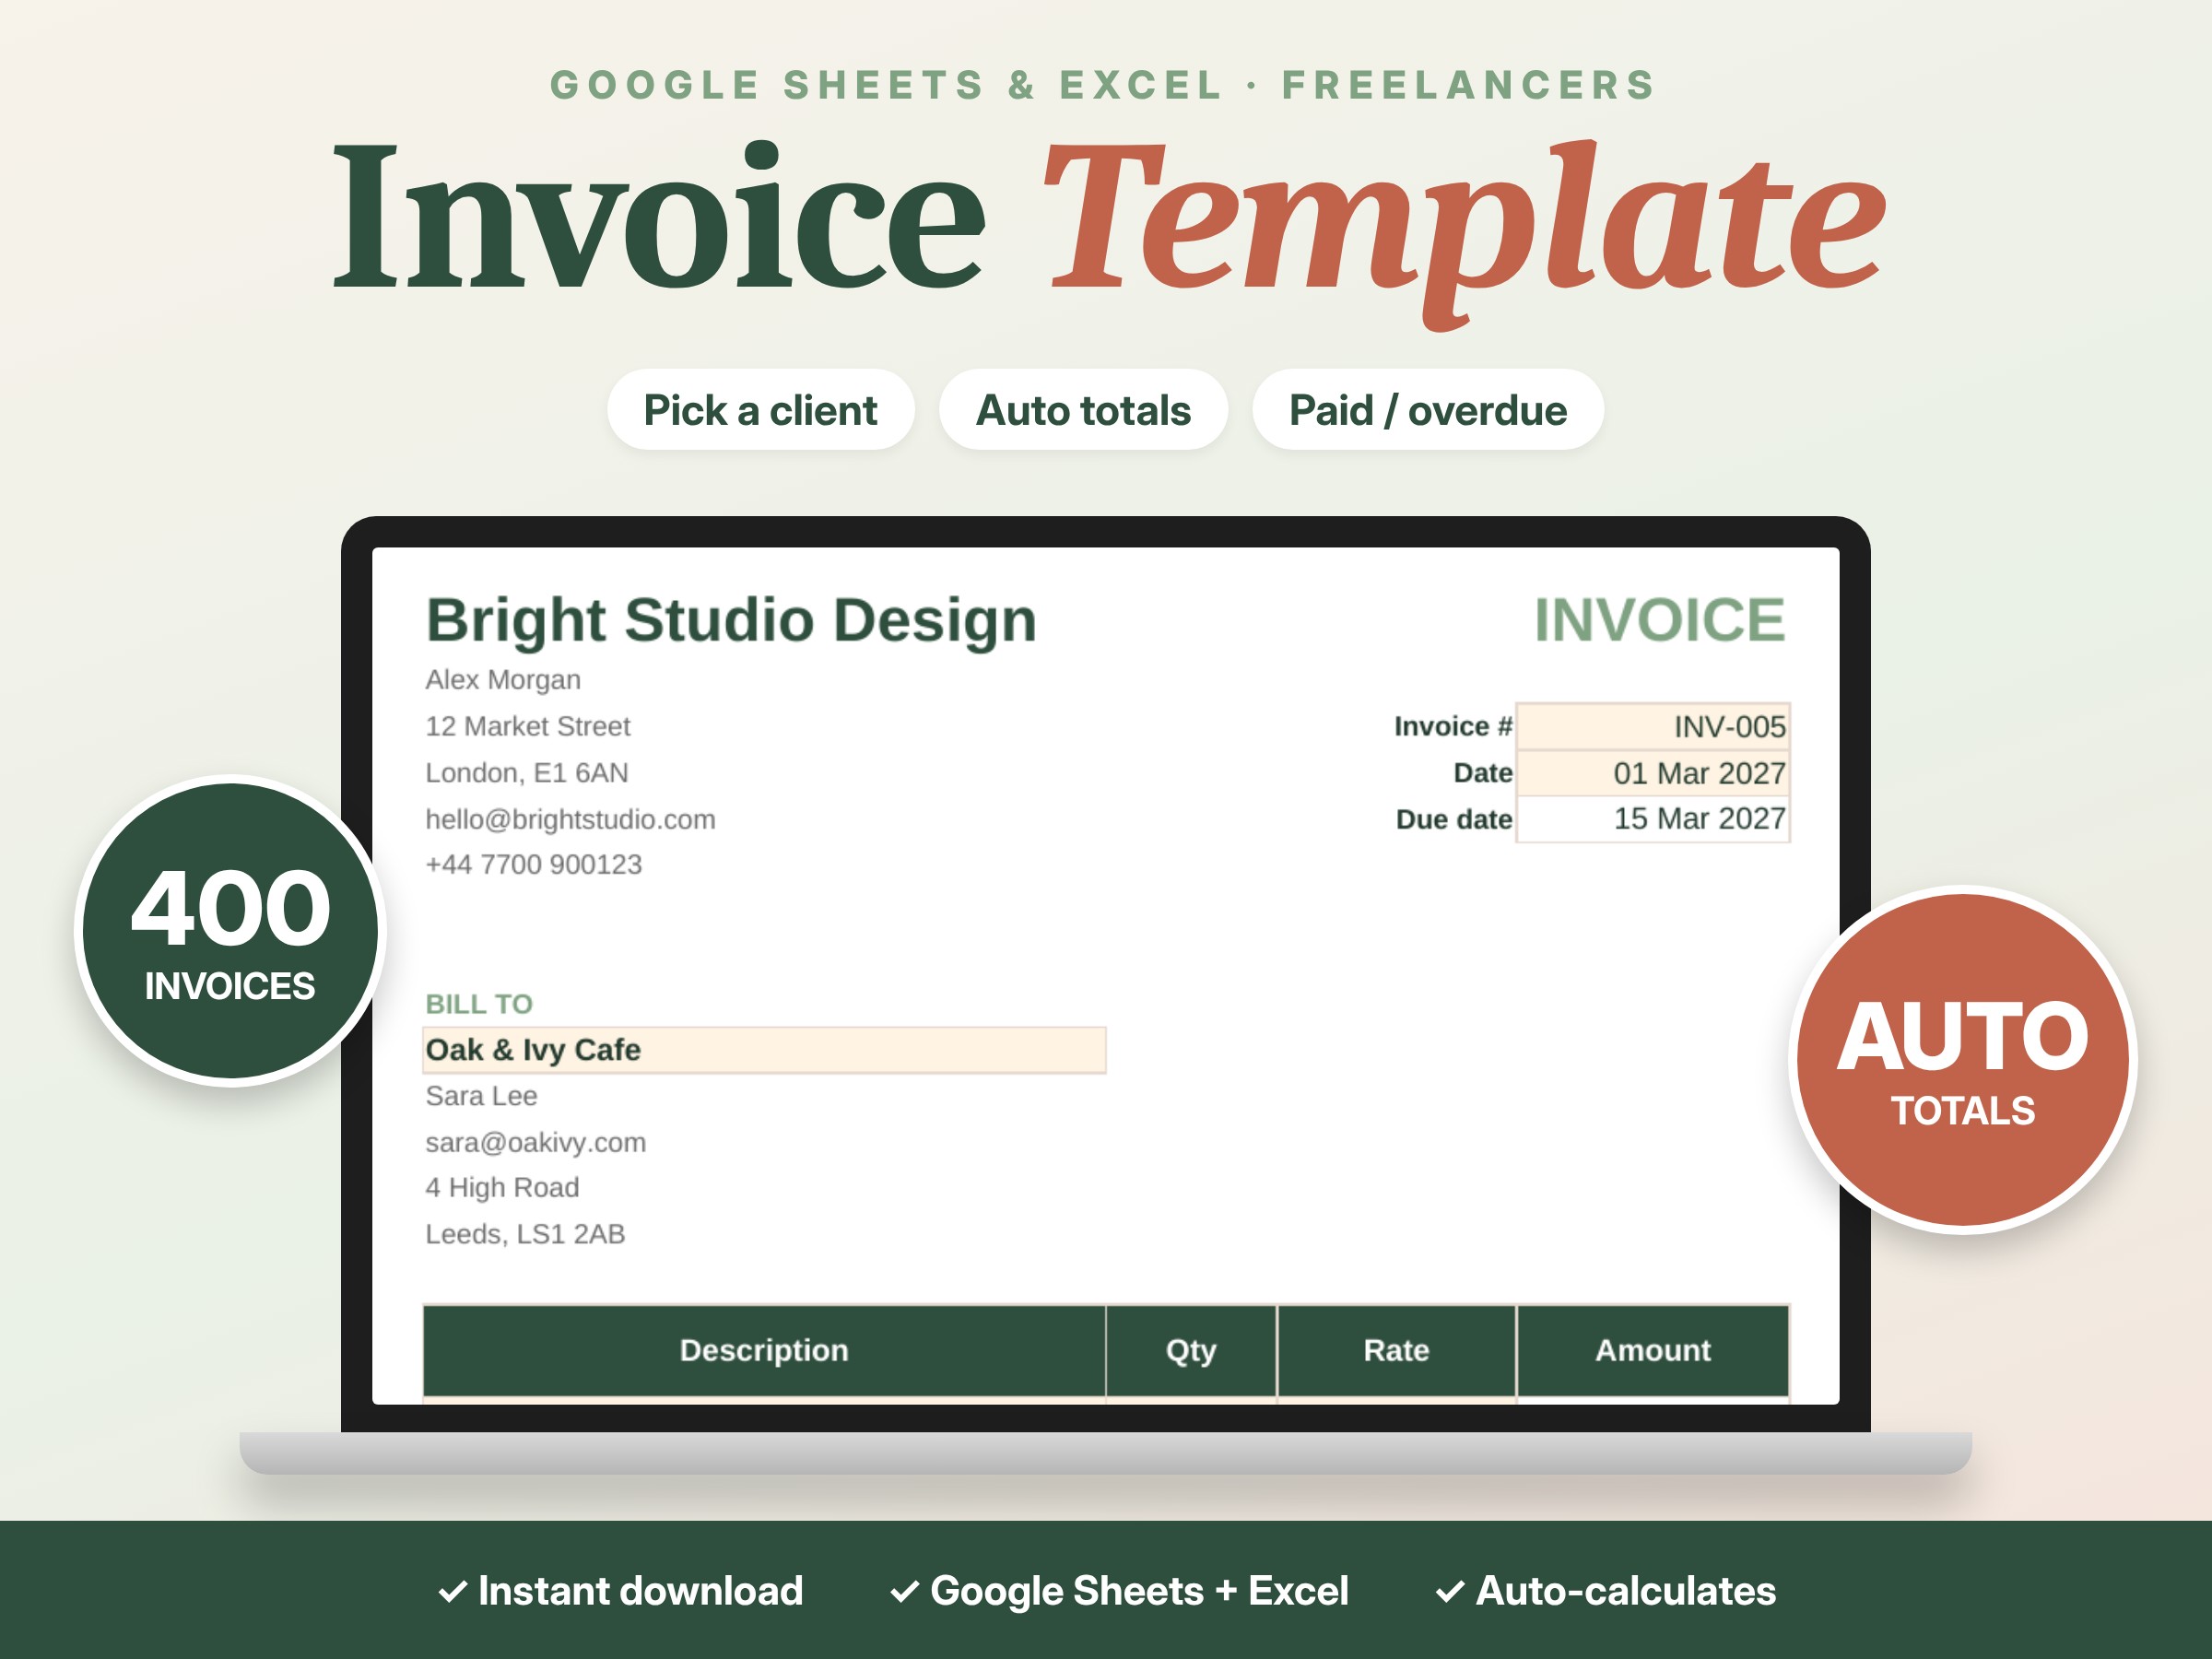 GOOGLE SHEETS & EXCEL · FREELANCERS
Invoice Template
Pick a client
Auto totals
Paid / overdue
Bright Studio Design
INVOICE
Alex Morgan
12 Market Street
Invoice # INV-005
London, E1 6AN
Date 01 Mar 2027
hello@brightstudio.com
Due date 15 Mar 2027
+44 7700 900123
400
INVOICES
BILL TO
Oak & Ivy Cafe
Sara Lee
sara@oakivy.com
4 High Road
Leeds, LS1 2AB
AUTO
TOTALS
Description Qty Rate Amount
✓ Instant download ✓ Google Sheets + Excel ✓ Auto-calculates